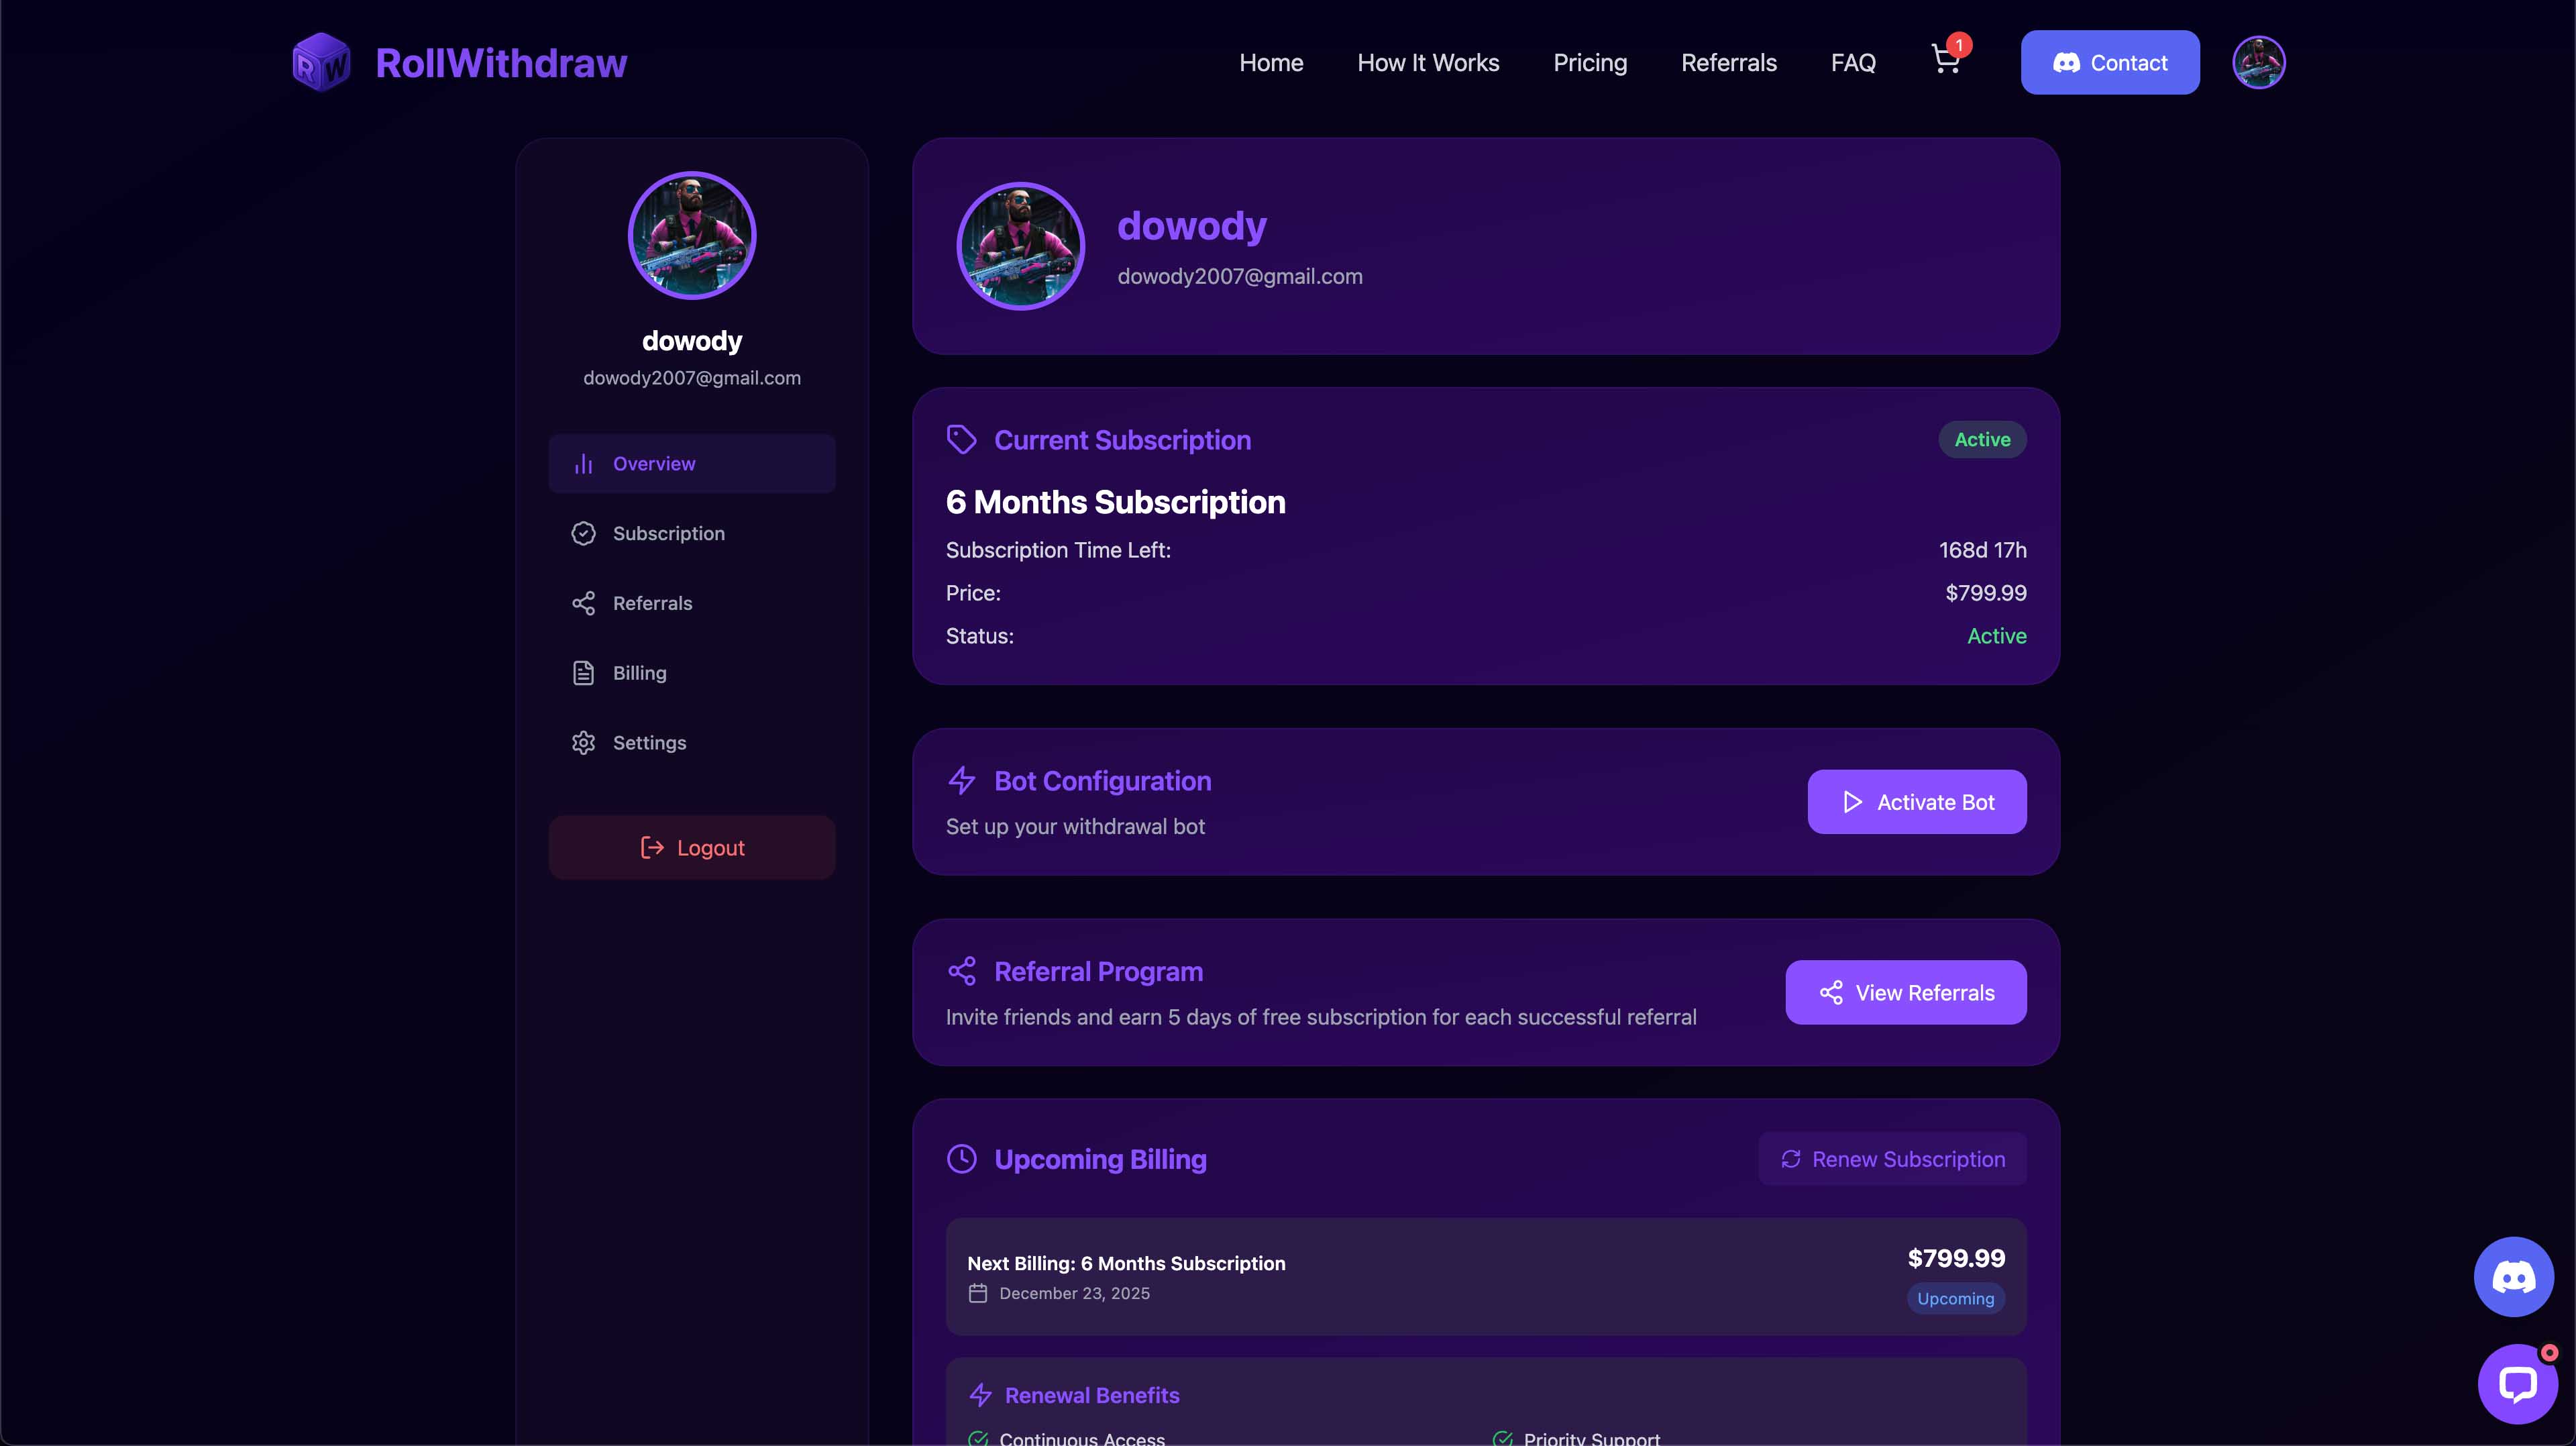 RW
RollWithdraw
Home
How It Works
Pricing
Referrals
FAQ
1
Contact
dowody
dowody2007@gmail.com
Overview
Subscription
Referrals
Billing
Settings
Logout
dowody
dowody2007@gmail.com
Current Subscription
Active
6 Months Subscription
Subscription Time Left:
168d 17h
Price:
$799.99
Status:
Active
Bot Configuration
Set up your withdrawal bot
Activate Bot
Referral Program
Invite friends and earn 5 days of free subscription for each successful referral
View Referrals
Upcoming Billing
Renew Subscription
Next Billing: 6 Months Subscription
December 23, 2025
$799.99
Upcoming
Renewal Benefits
Continuous Access
Priority Support